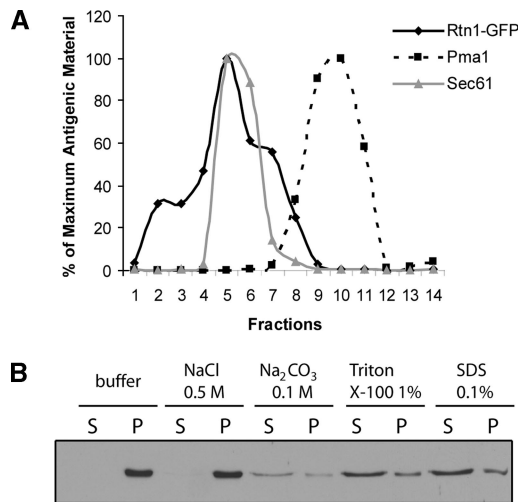 A
% of Maximum Antigenic Material
120
100
80
60
40
20
0
1 2 3 4 5 6 7 8 9 10 11 12 13 14
Fractions
Rtn1-GFP
Pma1
Sec61
B
buffer
NaCl
0.5 M
Na₂CO₃
0.1 M
Triton
X-100 1%
SDS
0.1%
S P S P S P S P S P